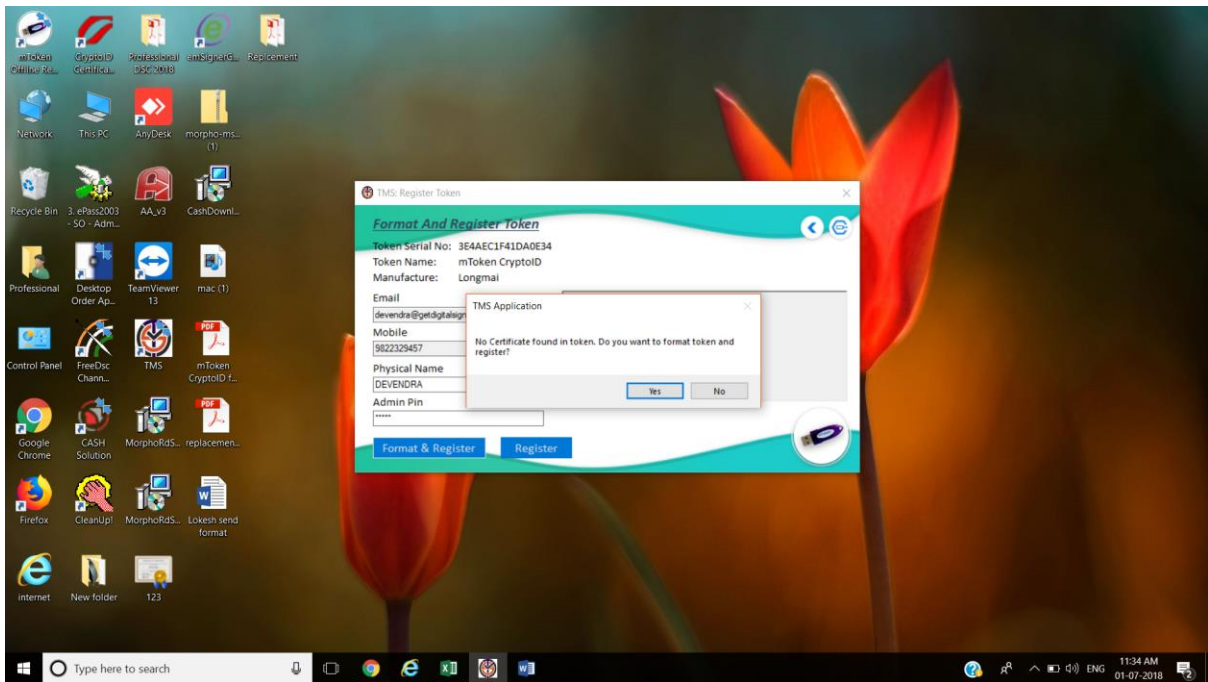 mToken
CryptoID
Professional
emSignerG...
Replcement
Offline Re...
Certifica...
DSC 2018
Network
This PC
AnyDesk
morpho-ms...
(1)
Recycle Bin
3. ePass2003
- SO - Adm...
AA_v3
CashDownl...
Professional
Desktop
Order Ap...
TeamViewer
13
mac (1)
Control Panel
FreeDsc
Chann...
TMS
mToken
CryptoID f...
Google
Chrome
CASH
Solution
MorphoRdS...
replacemen...
Firefox
CleanUp!
MorphoRdS...
Lokesh send
format
internet
New folder
123
TMS: Register Token
Format And Register Token
Token Serial No: 3E4AEC1F41DA0E34
Token Name: mToken CryptoID
Manufacture: Longmai
Email
devendra@getdigitalsign
Mobile
9822329457
Physical Name
DEVENDRA
Admin Pin
*****
Format & Register
Register
TMS Application
No Certificate found in token. Do you want to format token and
register?
Yes
No
Type here to search
ENG
11:34 AM
01-07-2018
2